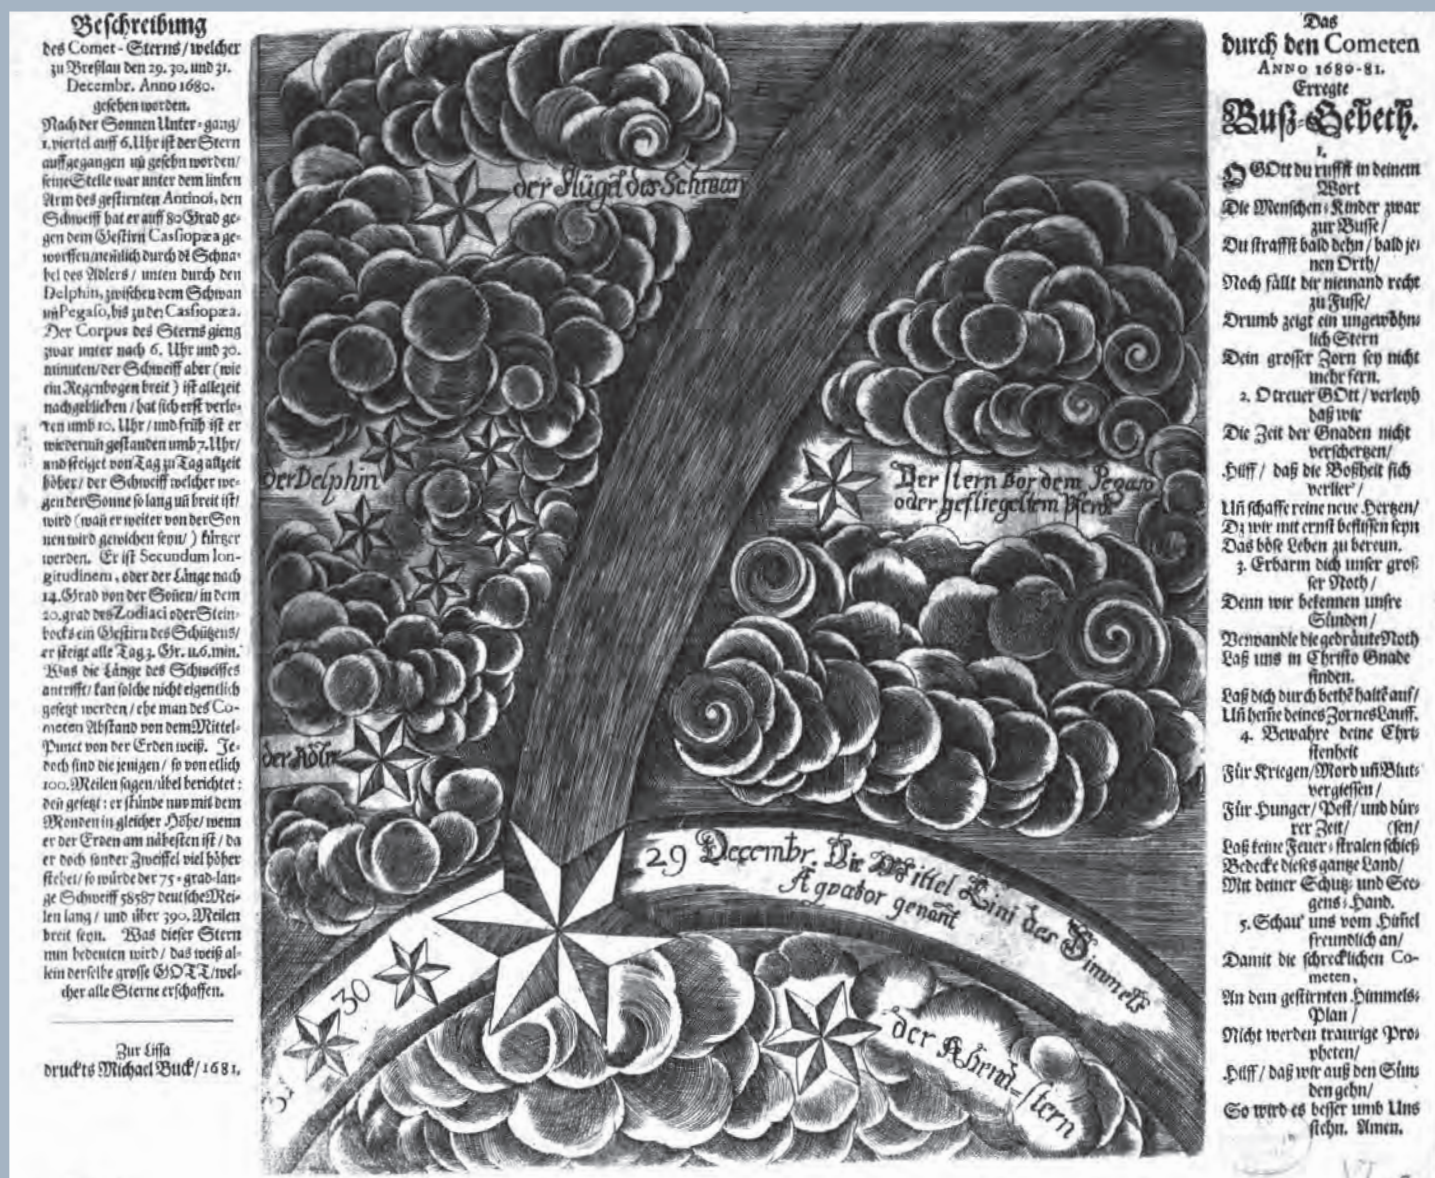 Beschreibung
des Comet-Sterns/welcher
zu Breßlau den 29. 30. und 31.
Decembr. Anno 1680.
gesehen worden.
Nach der Sonnen Unter-gang/
1. viertel auff 6. Uhr ist der Stern
auffgegangen uñ gesehn worden/
seine Stelle war unter dem linken
Arm des gestirnten Antinoi, den
Schweiff hat er auff 80 Grad ge-
gen dem Gestirn Cassiopæa ge-
worffen/nemlich durch dē Schna-
bel des Adlers / unten durch den
Delphin, zwischen dem Schwan
uñ Pegaso, bis zu der Cassiopæa.
Der Corpus des Sterns gieng
zwar unter nach 6. Uhr und 30.
minuten/der Schweiff aber (wie
ein Regenbogen breit) ist allezeit
nachgeblieben / hat sich erst verlo-
ren umb 10. Uhr / und früh ist er
wiederuñ gestanden umb 7. Uhr/
und steiget von Tag zu Tag allzeit
höher / der Schweiff welcher we-
gen der Sonne so lang uñ breit ist/
wird (wañ er weiter von der Son
nen wird gewichen seyn/) kürtzer
werden. Er ist Secundum lon-
gitudinem, oder der Länge nach
14. Grad von der Soñen/ in dem
20. grad des Zodiaci oder Stein-
bocks ein Gestirn des Schützens/
er steigt alle Tag 3. Gr. u. 6. min.
Was die Länge des Schweiffes
antrifft/ kan solche nicht eigentlich
gesetzt werden / ehe man des Co-
meten Abstand von dem Mittel-
Punct von der Erden weiß. Je-
doch sind die jenigen / so von etlich
100. Meilen sagen/übel berichtet:
deñ gesetzt: er stünde nur mit dem
Monden in gleicher Höhe/ wenn
er der Erden am nähesten ist / da
er doch sonder Zweiffel viel höher
stehet/ so würde der 75-grad-lan-
ge Schweiff 58587 deutsche Mei-
len lang / und über 390. Meilen
breit seyn. Was dieser Stern
nun bedeuten wird / das weiß al-
lein derselbe grosse GOTT/wel-
cher alle Sterne erschaffen.
Zur Lissa
druckts Michael Buck/1681.
der Flügel des Schwan
der Delphin
Der stern vor dem Pegaso
oder gefliegeltem Pferde
der Adler
29 Decembr. Die Mittel Lini des Himmels
Æqvator genañt
30
31
der Abend-stern
Das
durch den Cometen
ANNO 1680-81.
Erregte
Buß-Gebeth.
1.
O GOtt du ruffst in deinem
Wort
Die Menschen-Kinder zwar
zur Busse /
Du straffst bald dehn / bald je-
nen Orth/
Noch fällt dir niemand recht
zu Fusse/
Drumb zeigt ein ungewöhn-
lich Stern
Dein grosser Zorn sey nicht
mehr fern.
2. O treuer GOtt / verleyh
daß wir
Die Zeit der Gnaden nicht
verschertzen/
Hilff / daß die Boßheit sich
verlier' /
Uñ schaffe reine neue Hertzen/
Dz wir mit ernst beflissen seyn
Das böse Leben zu bereun.
3. Erbarm dich unser gros-
ser Noth /
Denn wir bekennen unsre
Sünden /
Verwandle die gedräute Noth
Laß uns in Christo Gnade
finden.
Laß dich durch bethē haltē auf/
Uñ heme deines Zornes Lauff.
4. Bewahre deine Chri-
stenheit
Für Kriegen/Mord uñ Blut-
vergiessen /
Für Hunger/ Pest/ und dür-
rer Zeit/ (sen/
Laß keine Feuer-stralen schies
Bedecke dieses gantze Land/
Mit deiner Schutz- und See-
gens-Hand.
5. Schau' uns vom Himel
freundlich an/
Damit die schrecklichen Co-
meten,
An dem gestirnten Himmels-
Plan /
Nicht werden traurige Pro-
pheten/
Hilff/ daß wir auß den Sün-
den gehn/
So wird es besser umb Uns
stehn. Amen.